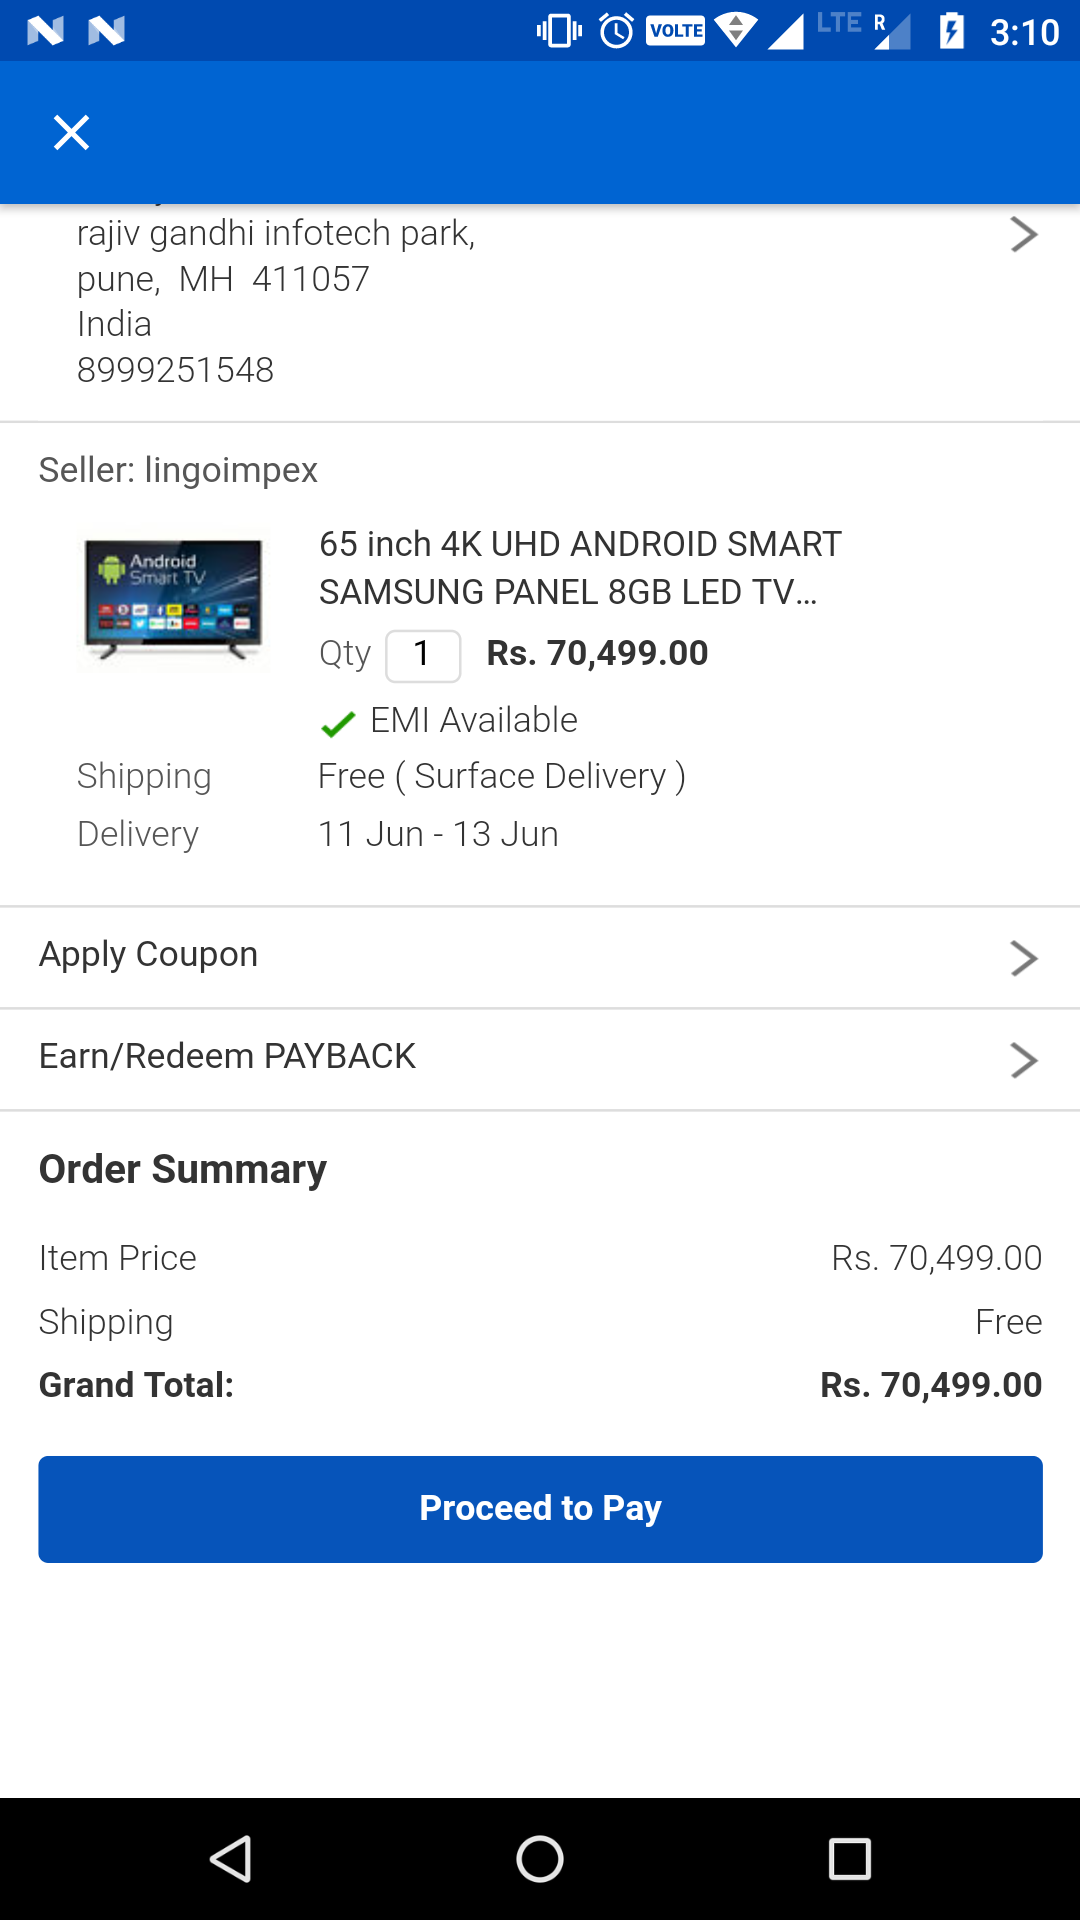 VOLTE LTE R 3:10
rajiv gandhi infotech park,
pune, MH 411057
India
8999251548
Seller: lingoimpex
Android
Smart TV
65 inch 4K UHD ANDROID SMART
SAMSUNG PANEL 8GB LED TV...
Qty 1 Rs. 70,499.00
EMI Available
Shipping Free ( Surface Delivery )
Delivery 11 Jun - 13 Jun
Apply Coupon
Earn/Redeem PAYBACK
Order Summary
Item Price Rs. 70,499.00
Shipping Free
Grand Total: Rs. 70,499.00
Proceed to Pay